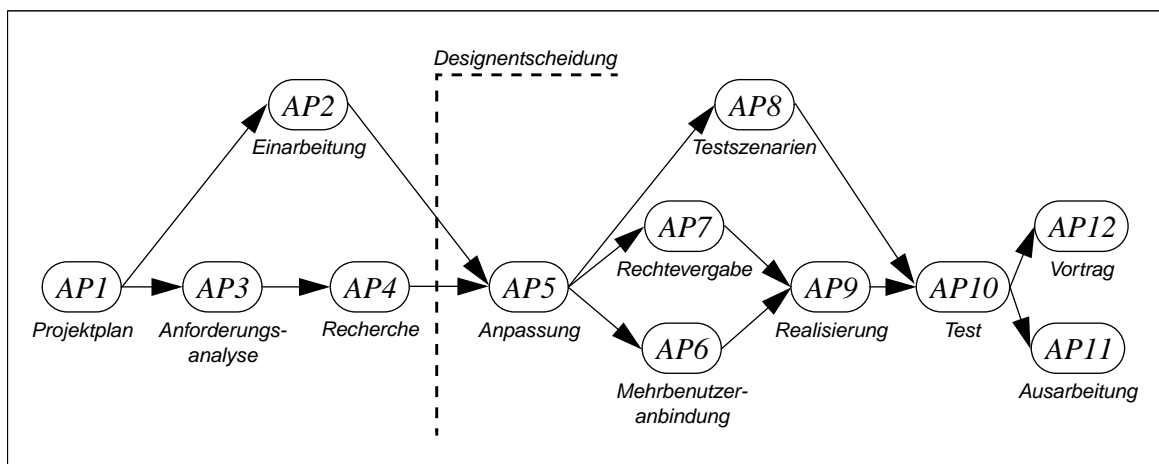 Designentscheidung
AP2
Einarbeitung
AP8
Testszenarien
AP7
Rechtevergabe
AP12
Vortrag
AP1
Projektplan
AP3
Anforderungs-
analyse
AP4
Recherche
AP5
Anpassung
AP9
Realisierung
AP10
Test
AP6
Mehrbenutzer-
anbindung
AP11
Ausarbeitung